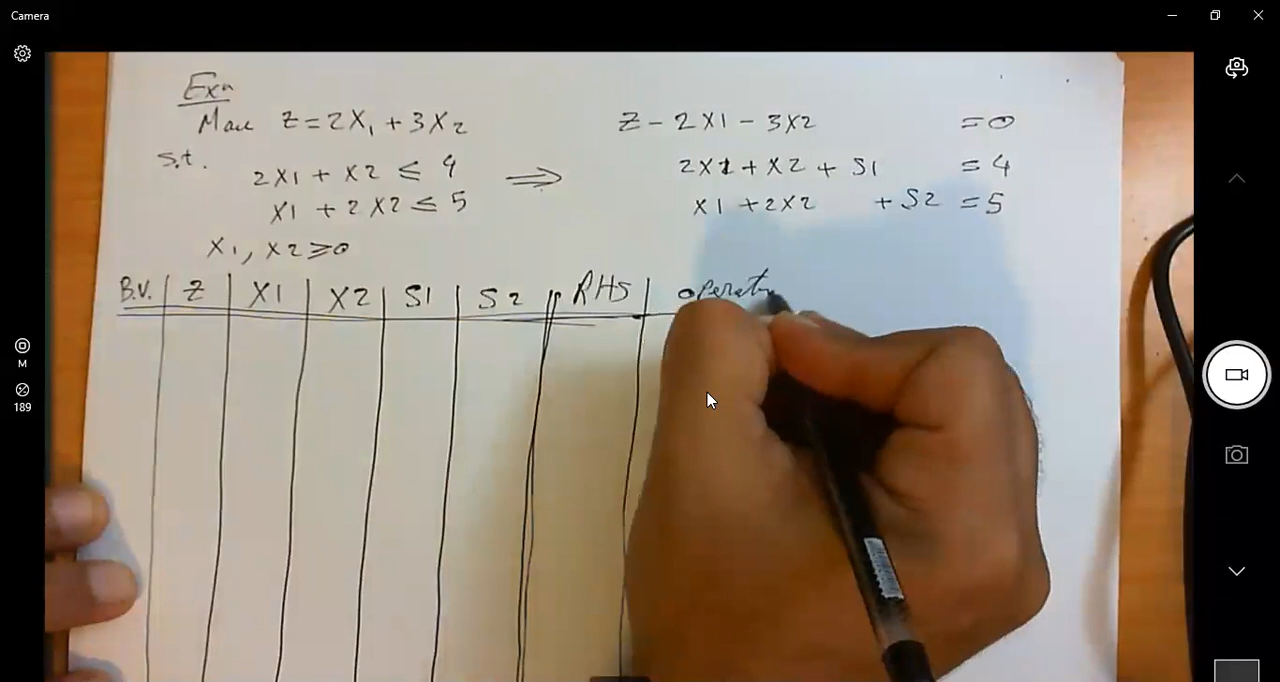 Camera
Exn
Max Z = 2X1 + 3X2
Z - 2X1 - 3X2 = 0
s.t.
2X1 + X2 ≤ 4
⇒
2X1 + X2 + S1 = 4
X1 + 2X2 ≤ 5
X1 + 2X2 + S2 = 5
X1, X2 ≥ 0
B.V. | Z | X1 | X2 | S1 | S2 || RHS | operati
M
189